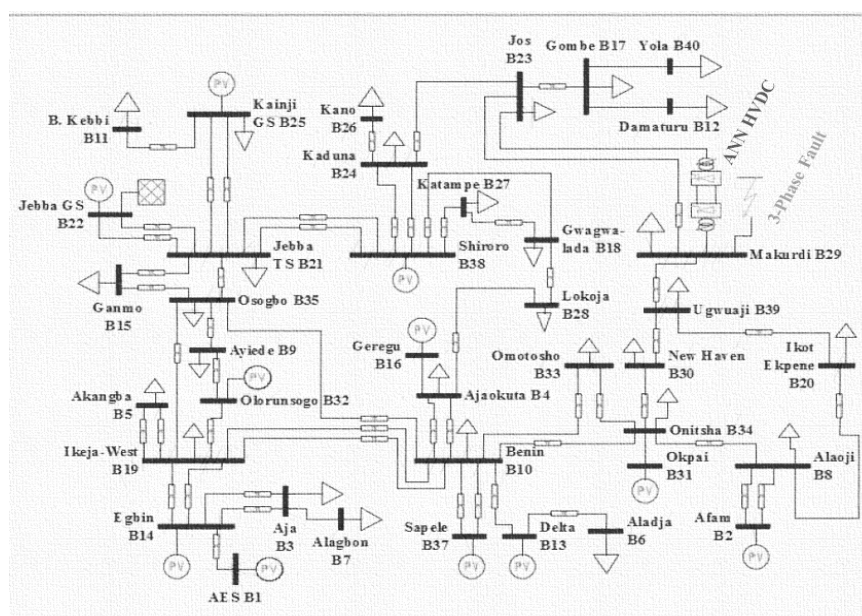 Jos
B23
Gombe B17
Yola B40
PV
Kainji
GS B25
B. Kebbi
B11
Kano
B26
Damaturu B12
ANN HVDC
Kaduna
B24
3-Phase Fault
PV
Jebba GS
B22
Katampe B27
Gwagwa-
lada B18
Jebba
TS B21
Shiroro
B38
Makurdi B29
PV
Ganmo
B15
Osogbo B35
Lokoja
B28
Ugwuaji B39
Geregu
B16
PV
Omotosho
B33
New Haven
B30
Ikot
Ekpene
B20
Ayiede B9
PV
Akangba
B5
Olorunsogo B32
Ajaokuta B4
Onitsha B34
Ikeja-West
B19
Benin
B10
Okpai
B31
Alaoji
B8
PV
Egbin
B14
Aja
B3
Alagbon
B7
Sapele
B37
Delta
B13
Aladja
B6
Afam
B2
PV
PV
PV
PV
PV
AES B1